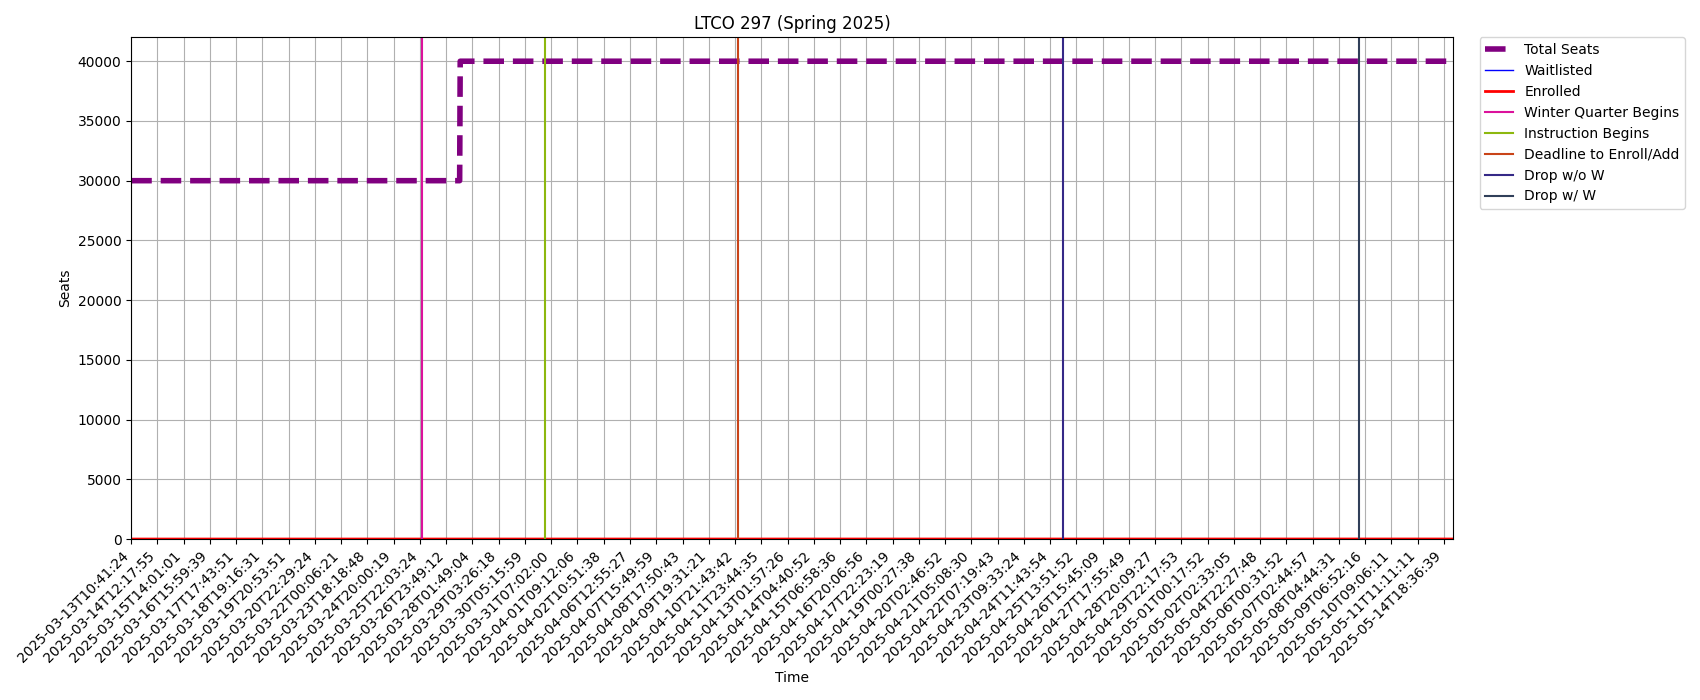 LTCO 297 (Spring 2025)
Total Seats
Waitlisted
Enrolled
Winter Quarter Begins
Instruction Begins
Deadline to Enroll/Add
Drop w/o W
Drop w/ W
Seats
40000
35000
30000
25000
20000
15000
10000
5000
0
2025-03-13T10:41:24
2025-03-14T12:17:55
2025-03-15T14:01:01
2025-03-16T15:59:39
2025-03-17T17:43:51
2025-03-18T19:16:31
2025-03-19T20:53:51
2025-03-20T22:29:24
2025-03-22T00:06:21
2025-03-23T18:18:48
2025-03-24T20:00:19
2025-03-25T22:03:24
2025-03-26T23:49:12
2025-03-28T01:49:04
2025-03-29T03:26:18
2025-03-30T05:15:59
2025-03-31T07:02:00
2025-04-01T09:12:06
2025-04-02T10:51:38
2025-04-06T12:55:27
2025-04-07T15:49:59
2025-04-08T17:50:43
2025-04-09T19:31:21
2025-04-10T21:43:42
2025-04-11T23:44:35
2025-04-13T01:57:26
2025-04-14T04:40:52
2025-04-15T06:58:36
2025-04-16T20:06:56
2025-04-17T22:23:19
2025-04-19T00:27:38
2025-04-20T02:46:52
2025-04-21T05:08:30
2025-04-22T07:19:43
2025-04-23T09:33:24
2025-04-24T11:43:54
2025-04-25T13:51:52
2025-04-26T15:45:09
2025-04-27T17:55:49
2025-04-28T20:09:27
2025-04-29T22:17:53
2025-05-01T00:17:52
2025-05-02T02:33:05
2025-05-04T22:27:48
2025-05-06T00:31:52
2025-05-07T02:44:57
2025-05-08T04:44:31
2025-05-09T06:52:16
2025-05-10T09:06:11
2025-05-11T11:11:11
2025-05-14T18:36:39
Time